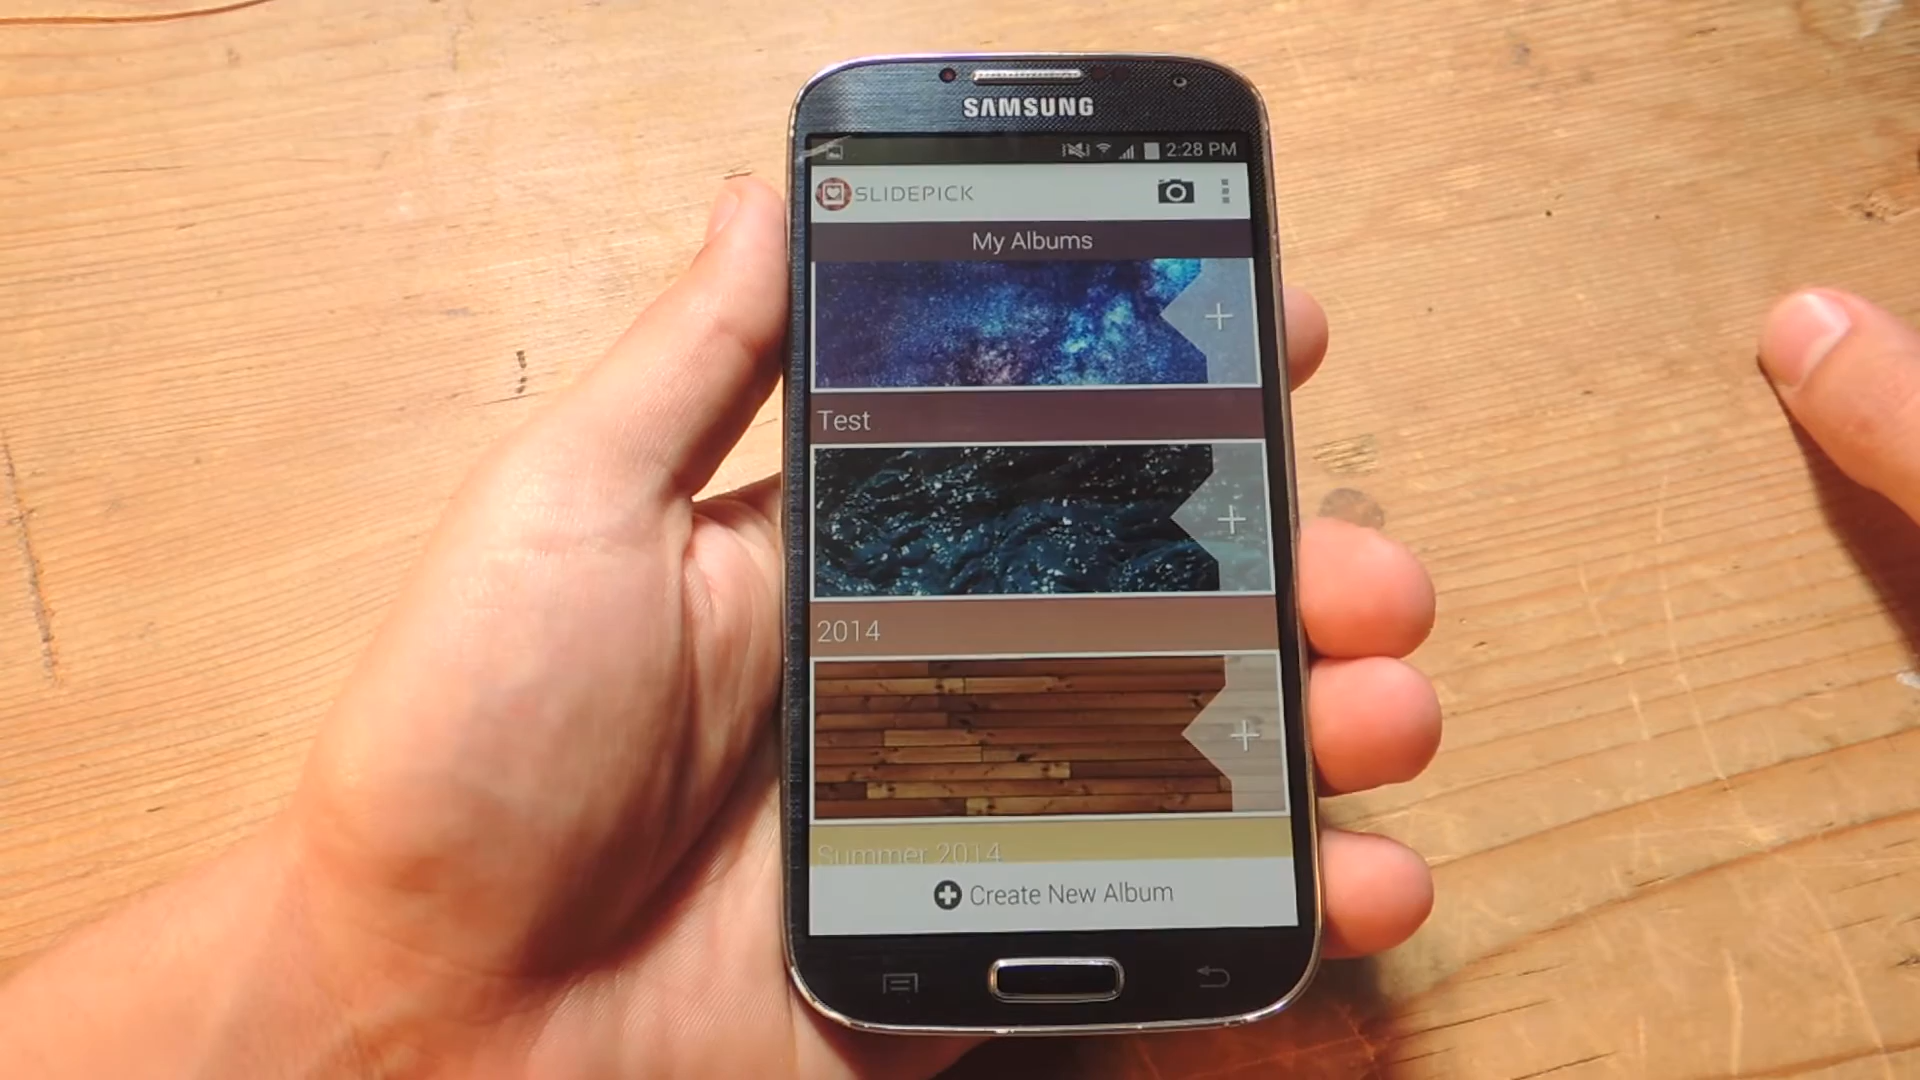 SAMSUNG
2:28 PM
SLIDEPICK
My Albums
Test
2014
Summer 2014
Create New Album